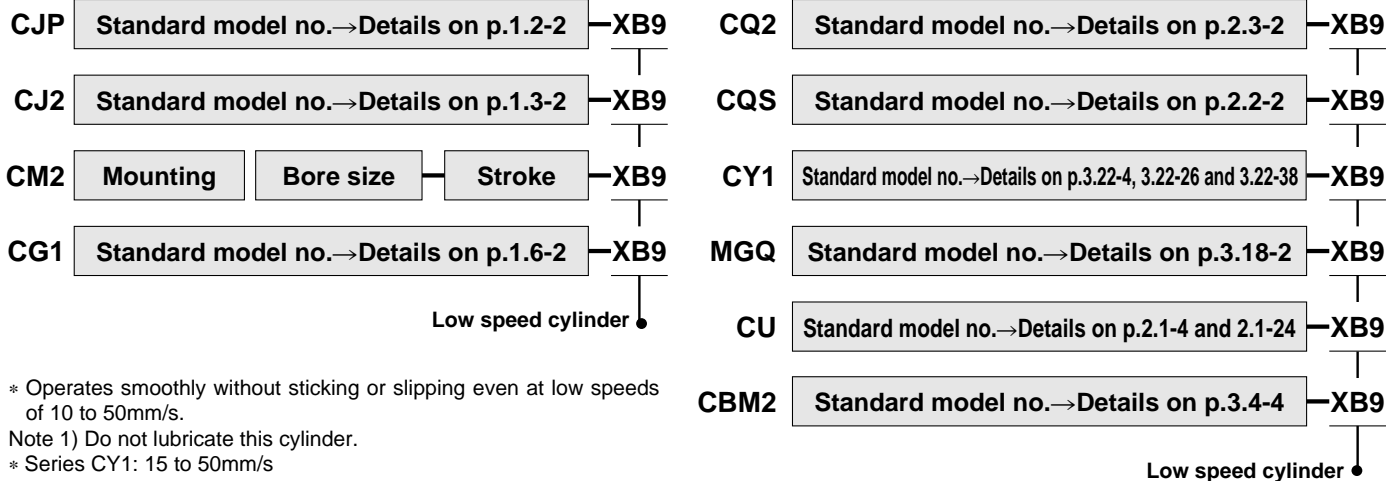 CJP Standard model no.→Details on p.1.2-2 XB9
CJ2 Standard model no.→Details on p.1.3-2 XB9
CM2 Mounting Bore size Stroke XB9
CG1 Standard model no.→Details on p.1.6-2 XB9
Low speed cylinder
∗ Operates smoothly without sticking or slipping even at low speeds
of 10 to 50mm/s.
Note 1) Do not lubricate this cylinder.
∗ Series CY1: 15 to 50mm/s
CQ2 Standard model no.→Details on p.2.3-2 XB9
CQS Standard model no.→Details on p.2.2-2 XB9
CY1 Standard model no.→Details on p.3.22-4, 3.22-26 and 3.22-38 XB9
MGQ Standard model no.→Details on p.3.18-2 XB9
CU Standard model no.→Details on p.2.1-4 and 2.1-24 XB9
CBM2 Standard model no.→Details on p.3.4-4 XB9
Low speed cylinder